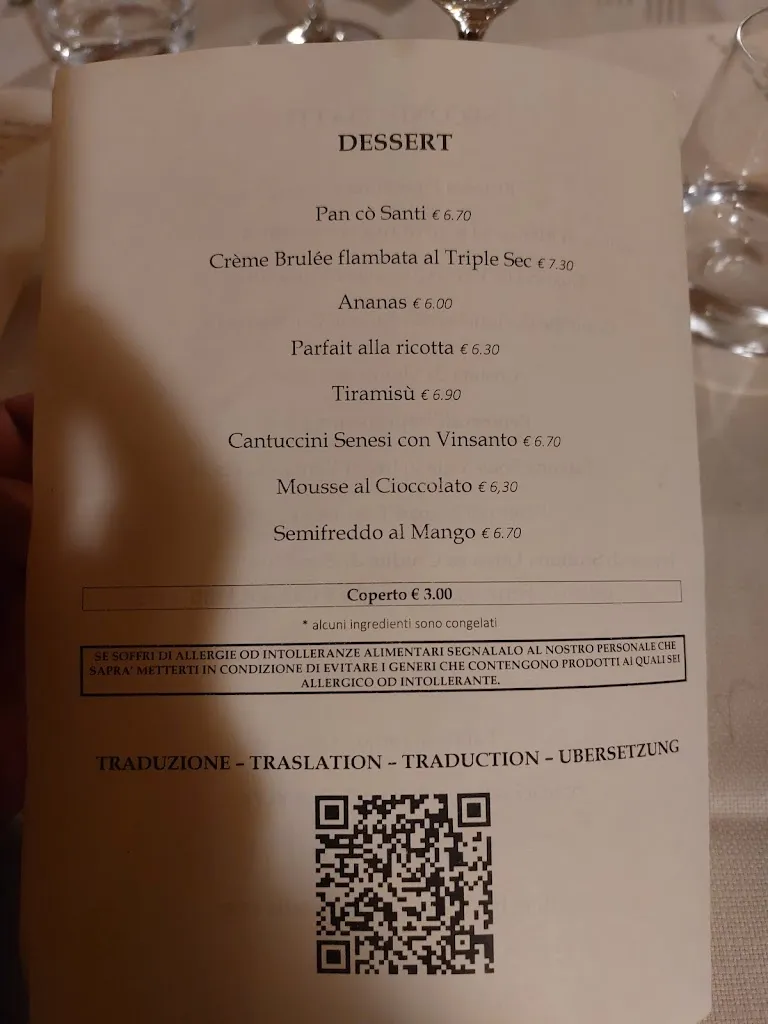 DESSERT
Pan cò Santi € 6.70
Crème Brulée flambata al Triple Sec € 7.30
Ananas € 6.00
Parfait alla ricotta € 6.30
Tiramisù € 6.90
Cantuccini Senesi con Vinsanto € 6.70
Mousse al Cioccolato € 6,30
Semifreddo al Mango € 6.70
Coperto € 3.00
* alcuni ingredienti sono congelati
SE SOFFRI DI ALLERGIE OD INTOLLERANZE ALIMENTARI SEGNALALO AL NOSTRO PERSONALE CHE
SAPRA' METTERTI IN CONDIZIONE DI EVITARE I GENERI CHE CONTENGONO PRODOTTI AI QUALI SEI
ALLERGICO OD INTOLLERANTE.
TRADUZIONE – TRASLATION – TRADUCTION – UBERSETZUNG